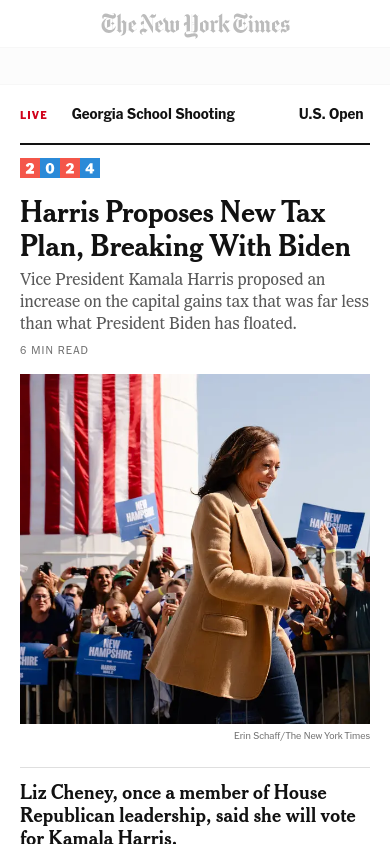 The New York Times
LIVE Georgia School Shooting U.S. Open
2024
Harris Proposes New Tax
Plan, Breaking With Biden
Vice President Kamala Harris proposed an
increase on the capital gains tax that was far less
than what President Biden has floated.
6 MIN READ
NEW
HAMPSHIRE
NEW
HAMPSHIRE
NEW
HAMPSHIRE
NEW
HAMPSHIRE
Erin Schaff/The New York Times
Liz Cheney, once a member of House
Republican leadership, said she will vote
for Kamala Harris.